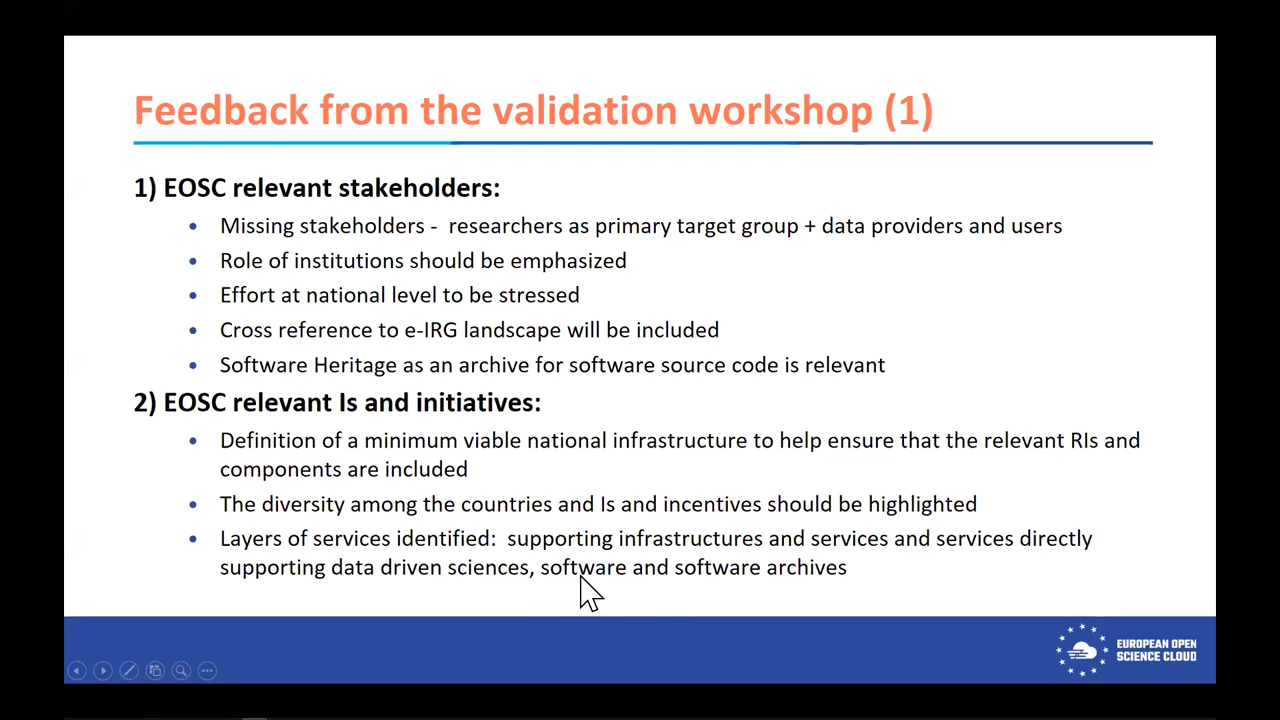 Feedback from the validation workshop (1)
1) EOSC relevant stakeholders:
• Missing stakeholders -  researchers as primary target group + data providers and users
• Role of institutions should be emphasized
• Effort at national level to be stressed
• Cross reference to e-IRG landscape will be included
• Software Heritage as an archive for software source code is relevant
2) EOSC relevant Is and initiatives:
• Definition of a minimum viable national infrastructure to help ensure that the relevant RIs and
components are included
• The diversity among the countries and Is and incentives should be highlighted
• Layers of services identified:  supporting infrastructures and services and services directly
supporting data driven sciences, software and software archives
EUROPEAN OPEN
SCIENCE CLOUD